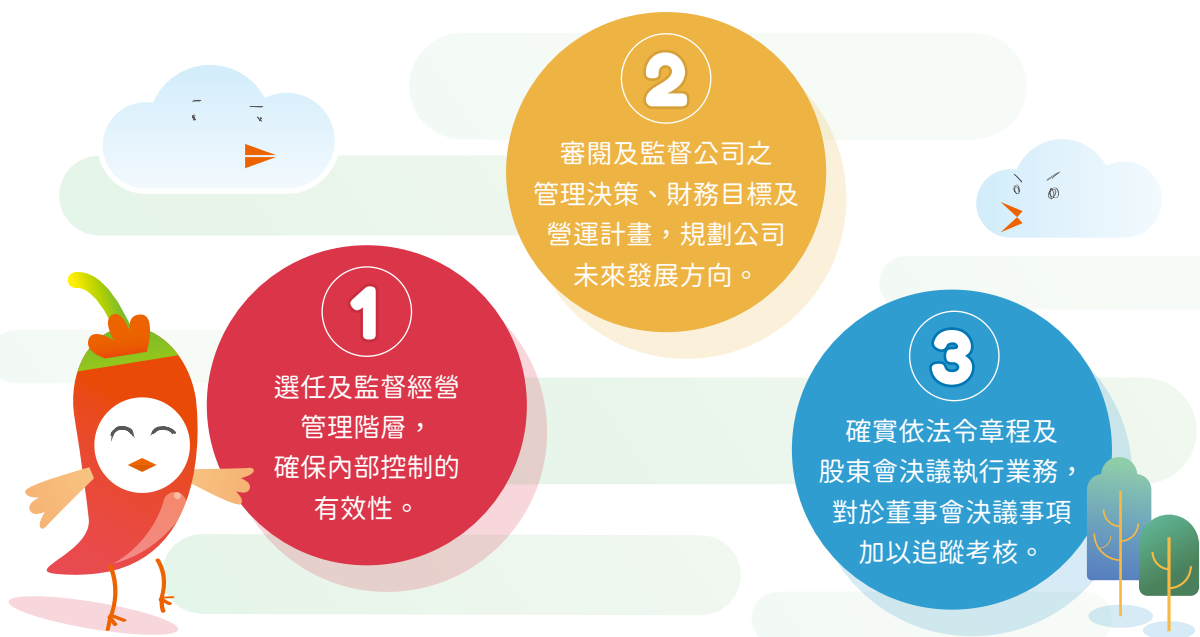 1
選任及監督經營
管理階層，
確保內部控制的
有效性。
2
審閱及監督公司之
管理決策、財務目標及
營運計畫，規劃公司
未來發展方向。
3
確實依法令章程及
股東會決議執行業務，
對於董事會決議事項
加以追蹤考核。